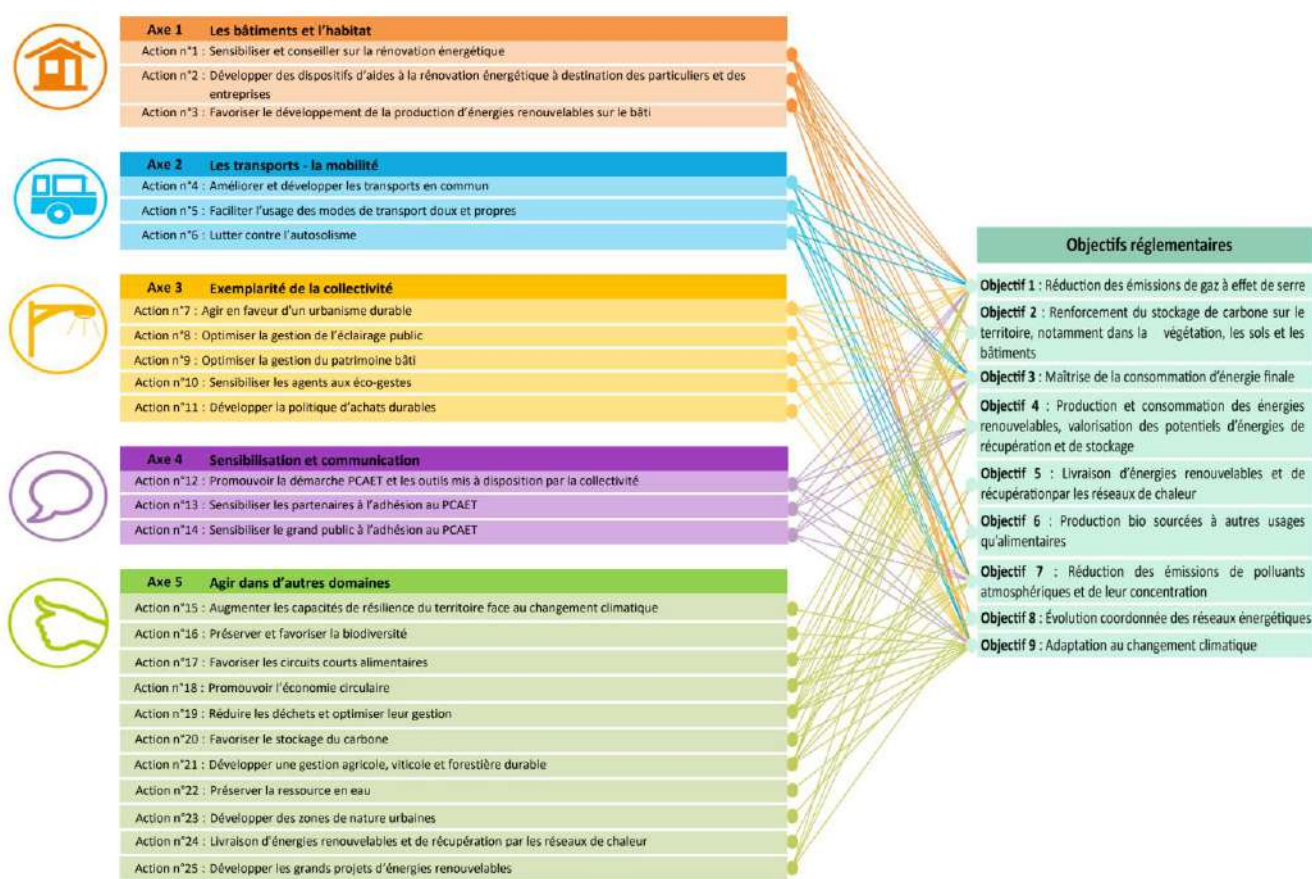 Axe 1 Les bâtiments et l'habitat
Action n°1 : Sensibiliser et conseiller sur la rénovation énergétique
Action n°2 : Développer des dispositifs d'aides à la rénovation énergétique à destination des particuliers et des
entreprises
Action n°3 : Favoriser le développement de la production d'énergies renouvelables sur le bâti
Axe 2 Les transports - la mobilité
Action n°4 : Améliorer et développer les transports en commun
Action n°5 : Faciliter l'usage des modes de transport doux et propres
Action n°6 : Lutter contre l'autosolisme
Axe 3 Exemplarité de la collectivité
Action n°7 : Agir en faveur d'un urbanisme durable
Action n°8 : Optimiser la gestion de l'éclairage public
Action n°9 : Optimiser la gestion du patrimoine bâti
Action n°10 : Sensibiliser les agents aux éco-gestes
Action n°11 : Développer la politique d'achats durables
Axe 4 Sensibilisation et communication
Action n°12 : Promouvoir la démarche PCAET et les outils mis à disposition par la collectivité
Action n°13 : Sensibiliser les partenaires à l'adhésion au PCAET
Action n°14 : Sensibiliser le grand public à l'adhésion au PCAET
Axe 5 Agir dans d'autres domaines
Action n°15 : Augmenter les capacités de résilience du territoire face au changement climatique
Action n°16 : Préserver et favoriser la biodiversité
Action n°17 : Favoriser les circuits courts alimentaires
Action n°18 : Promouvoir l'économie circulaire
Action n°19 : Réduire les déchets et optimiser leur gestion
Action n°20 : Favoriser le stockage du carbone
Action n°21 : Développer une gestion agricole, viticole et forestière durable
Action n°22 : Préserver la ressource en eau
Action n°23 : Développer des zones de nature urbaines
Action n°24 : Livraison d'énergies renouvelables et de récupération par les réseaux de chaleur
Action n°25 : Développer les grands projets d'énergies renouvelables
Objectifs réglementaires
Objectif 1 : Réduction des émissions de gaz à effet de serre
Objectif 2 : Renforcement du stockage de carbone sur le
territoire, notamment dans la végétation, les sols et les
bâtiments
Objectif 3 : Maîtrise de la consommation d'énergie finale
Objectif 4 : Production et consommation des énergies
renouvelables, valorisation des potentiels d'énergies de
récupération et de stockage
Objectif 5 : Livraison d'énergies renouvelables et de
récupérationpar les réseaux de chaleur
Objectif 6 : Production bio sourcées à autres usages
qu'alimentaires
Objectif 7 : Réduction des émissions de polluants
atmosphériques et de leur concentration
Objectif 8 : Évolution coordonnée des réseaux énergétiques
Objectif 9 : Adaptation au changement climatique